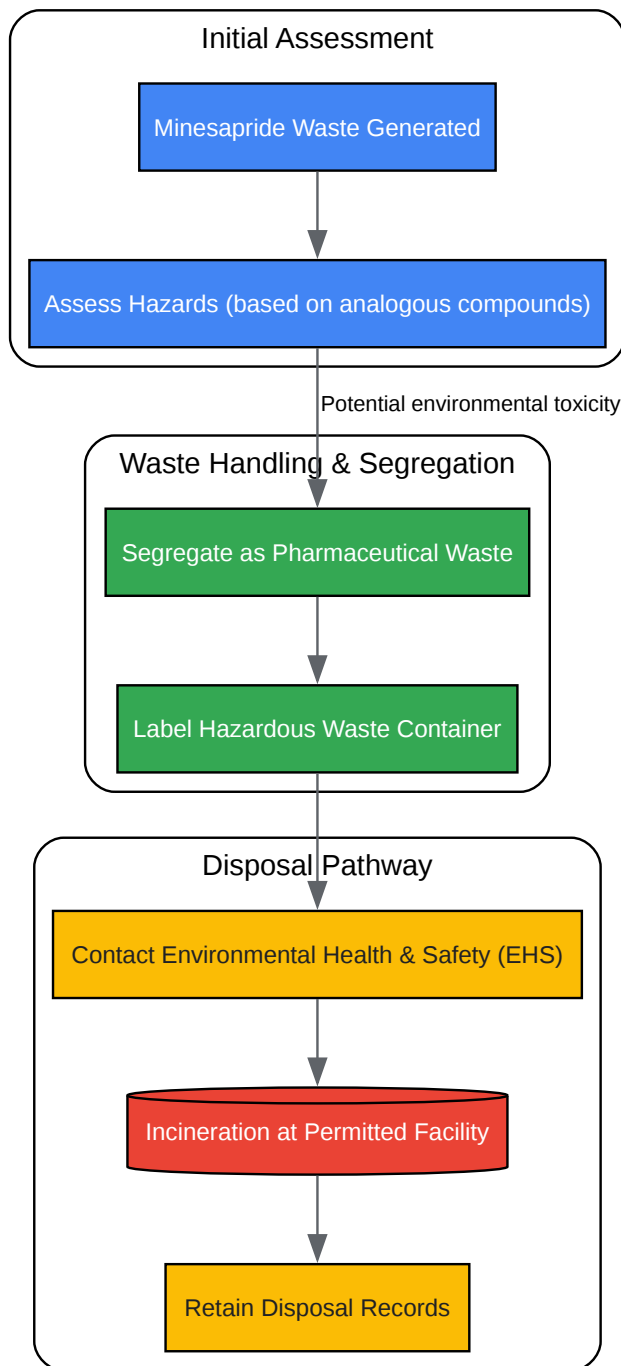 Initial Assessment
Minesapride Waste Generated
Assess Hazards (based on analogous compounds)
Potential environmental toxicity
Waste Handling & Segregation
Segregate as Pharmaceutical Waste
Label Hazardous Waste Container
Disposal Pathway
Contact Environmental Health & Safety (EHS)
Incineration at Permitted Facility
Retain Disposal Records